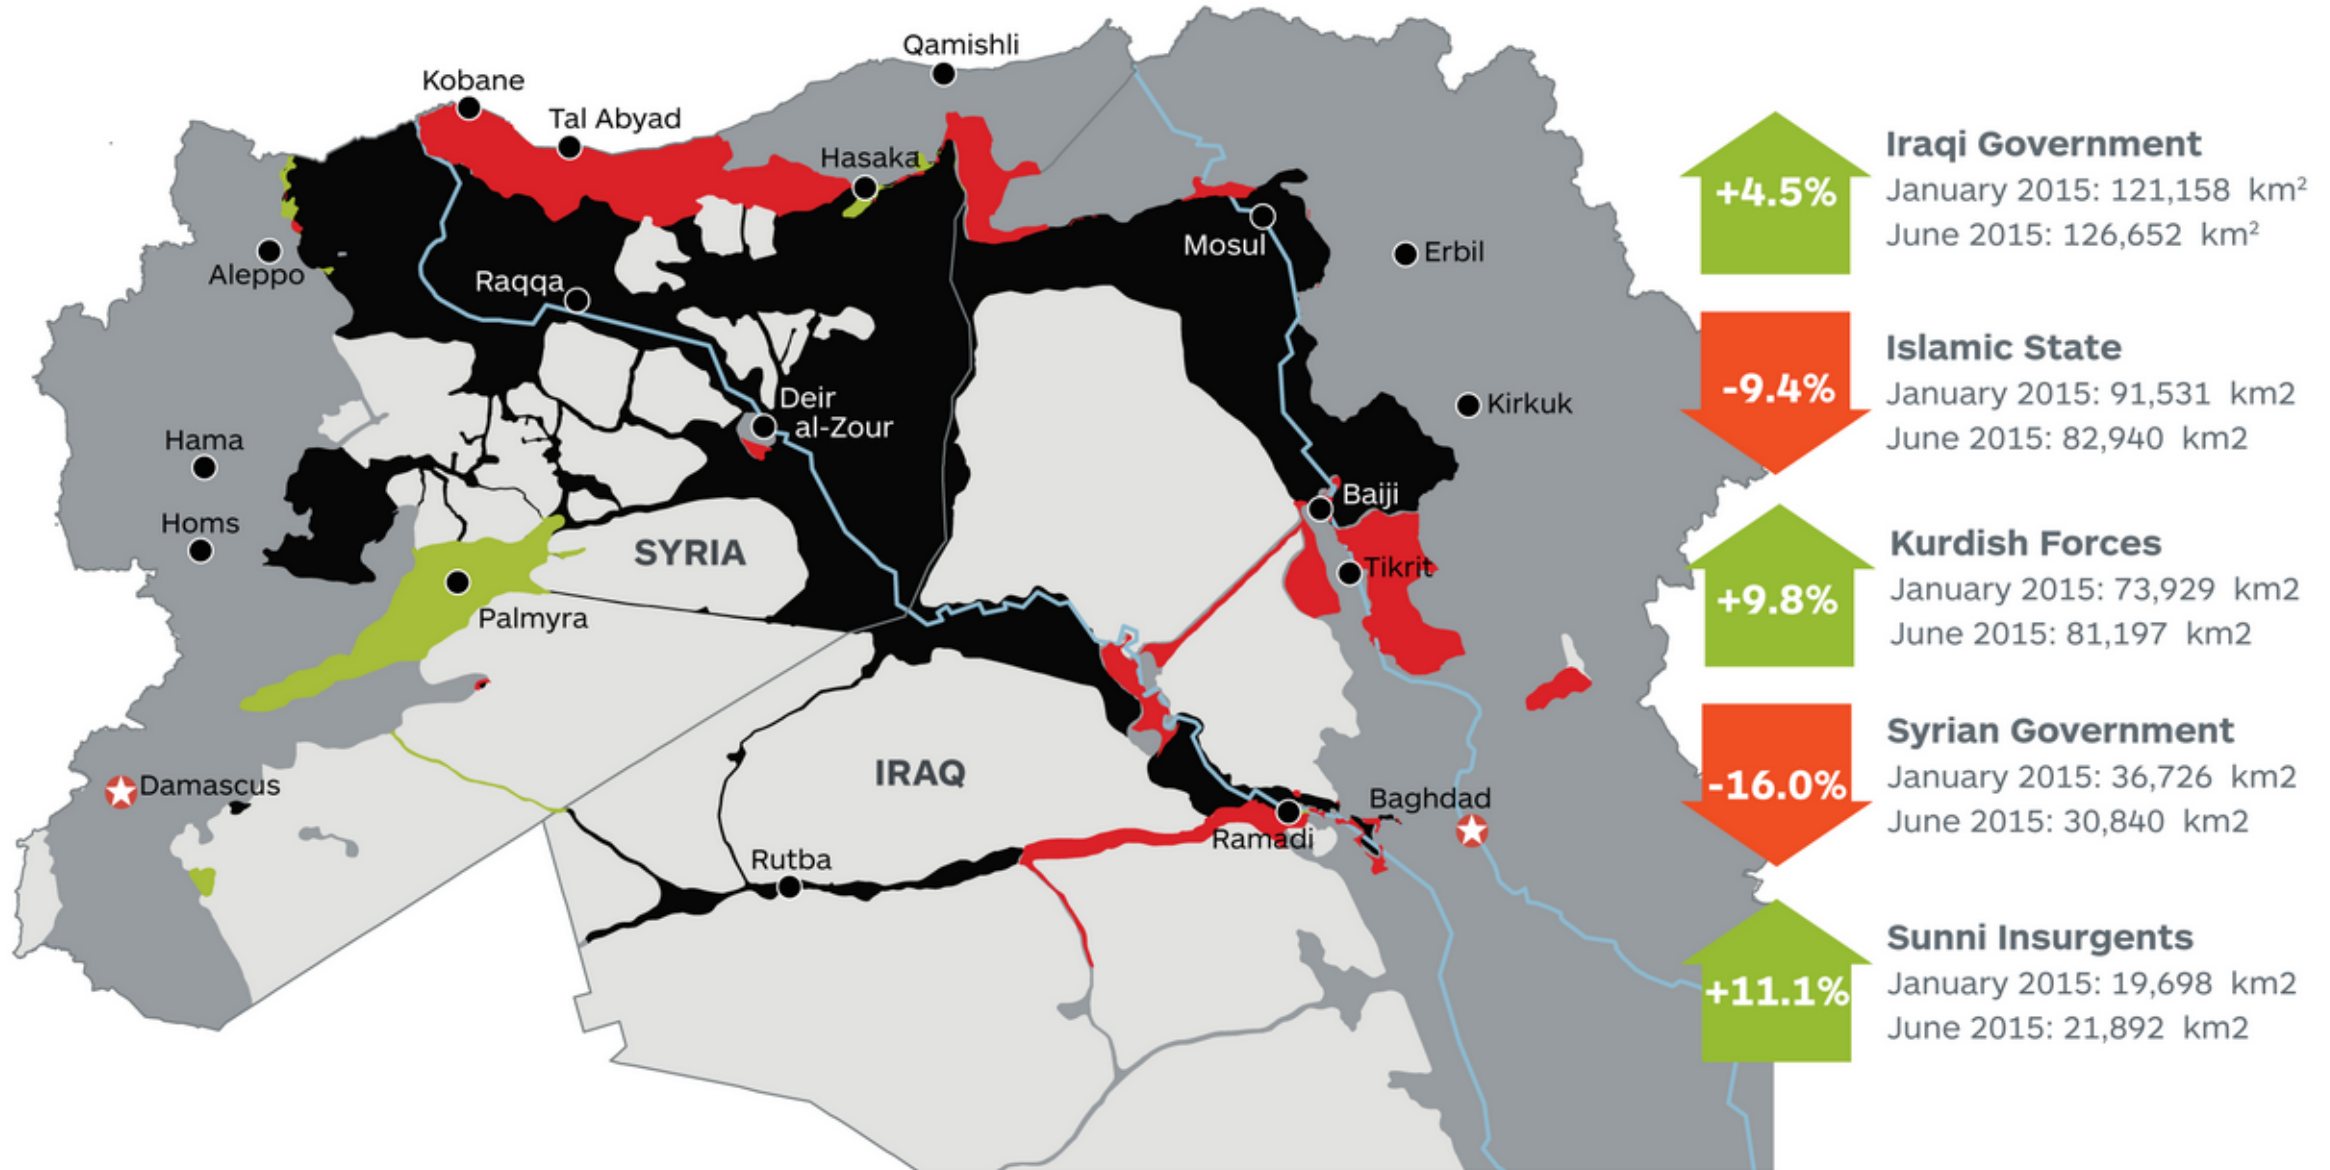 Qamishli
Kobane
Tal Abyad
Hasaka
Aleppo
Raqqa
Mosul
Erbil
Deir
al-Zour
Kirkuk
Hama
Homs
Baiji
SYRIA
Tikrit
Palmyra
IRAQ
Damascus
Baghdad
Ramadi
Rutba
+4.5%
Iraqi Government
January 2015: 121,158 km²
June 2015: 126,652 km²
-9.4%
Islamic State
January 2015: 91,531 km2
June 2015: 82,940 km2
+9.8%
Kurdish Forces
January 2015: 73,929 km2
June 2015: 81,197 km2
-16.0%
Syrian Government
January 2015: 36,726 km2
June 2015: 30,840 km2
+11.1%
Sunni Insurgents
January 2015: 19,698 km2
June 2015: 21,892 km2